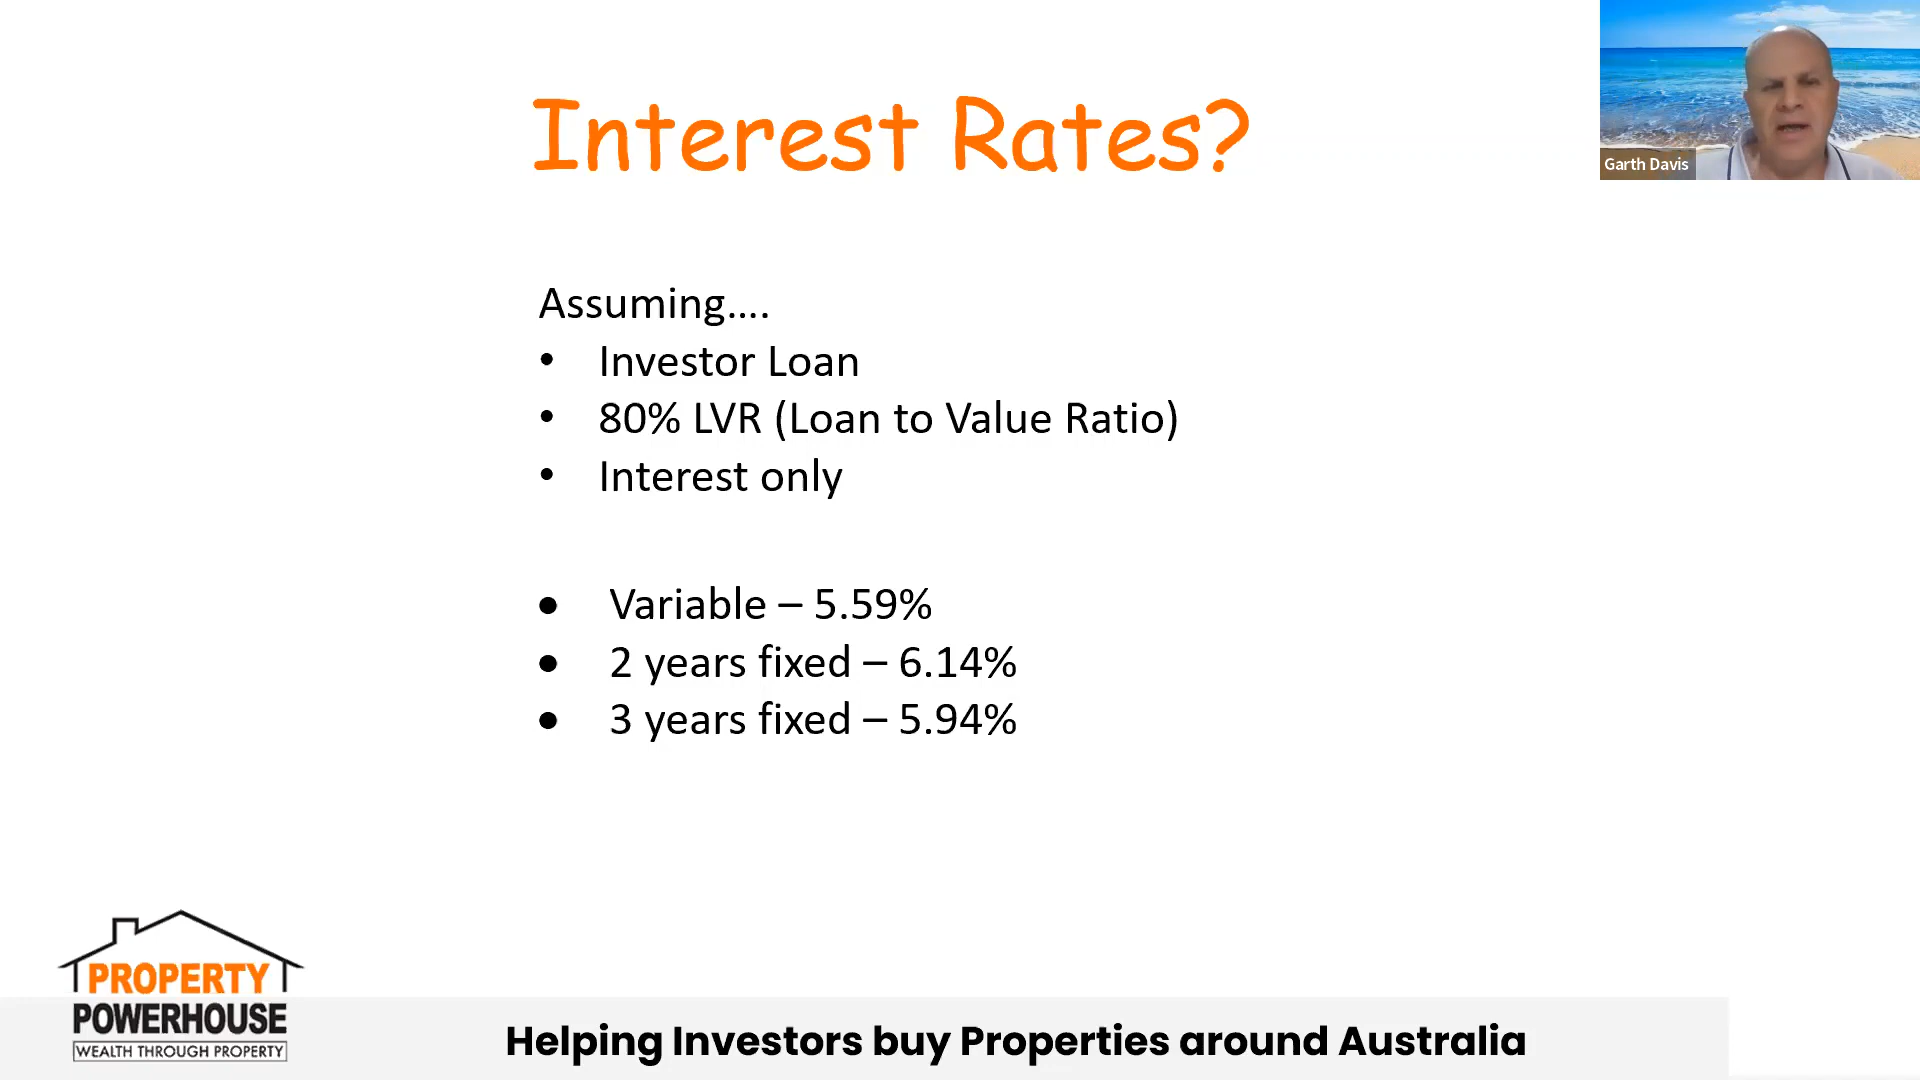 Interest Rates?
Garth Davis
Assuming....
• Investor Loan
• 80% LVR (Loan to Value Ratio)
• Interest only
• Variable – 5.59%
• 2 years fixed – 6.14%
• 3 years fixed – 5.94%
PROPERTY
POWERHOUSE
WEALTH THROUGH PROPERTY
Helping Investors buy Properties around Australia